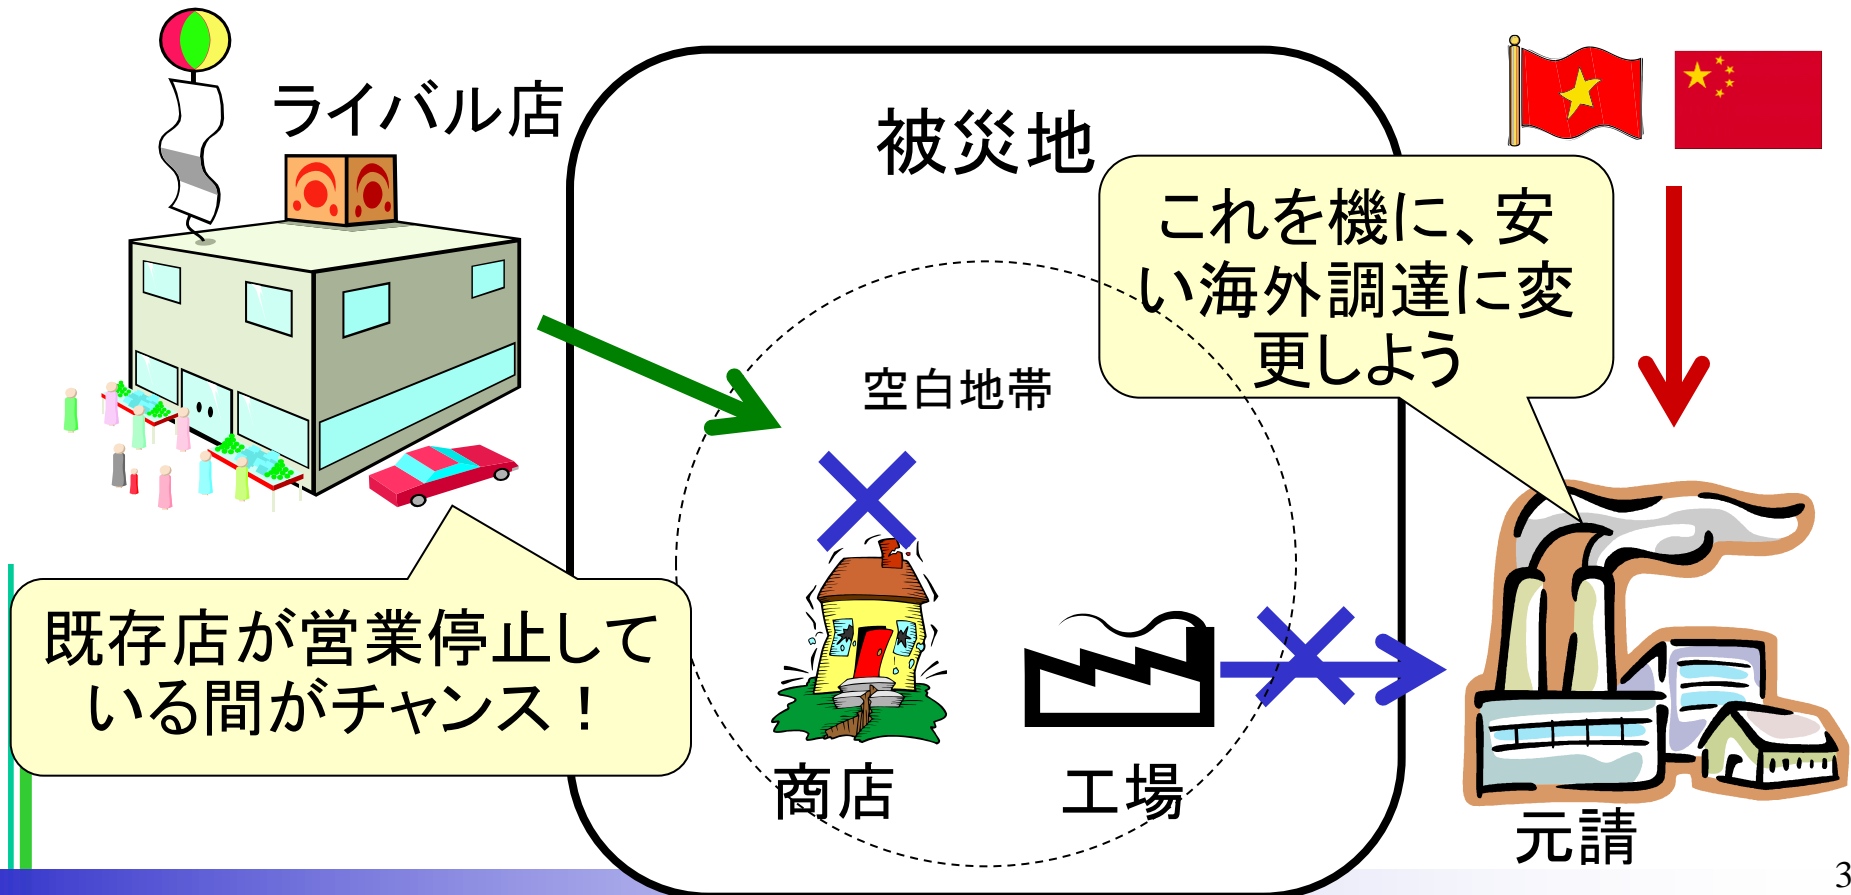 ライバル店
被災地
これを機に、安
い海外調達に変
更しよう
空白地帯
既存店が営業停止して
いる間がチャンス！
商店
工場
元請
3